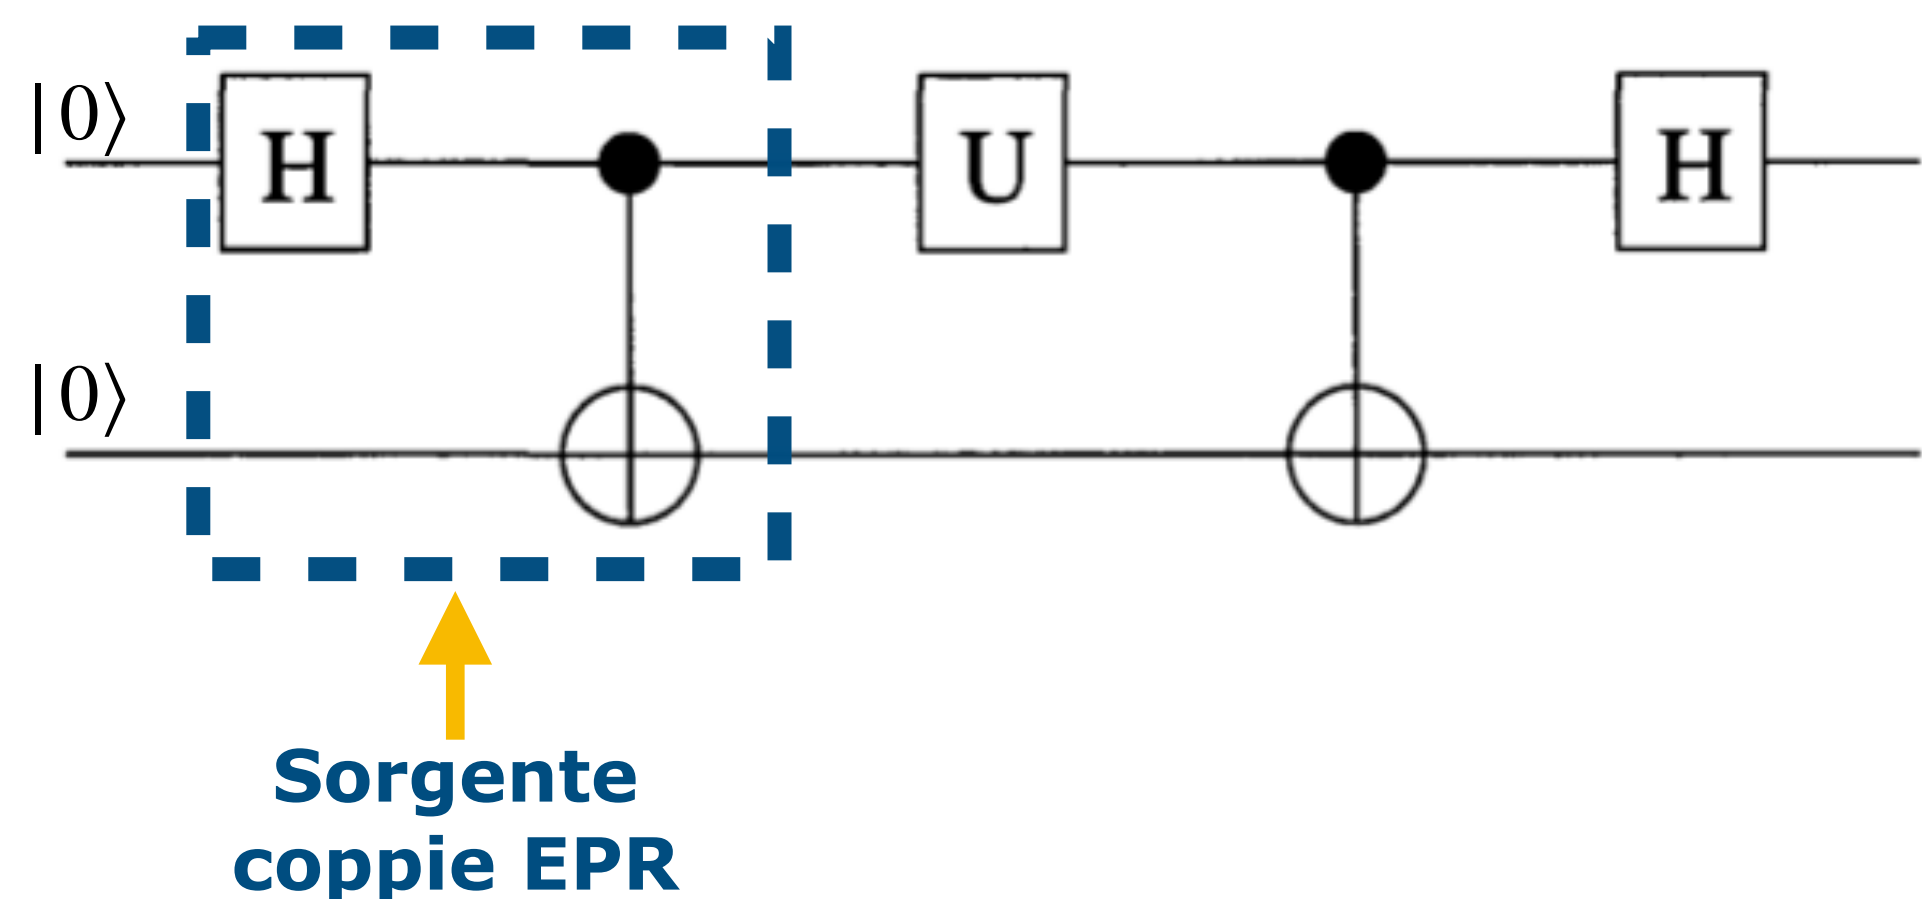 |0⟩
H
U
H
|0⟩
Sorgente
coppie EPR